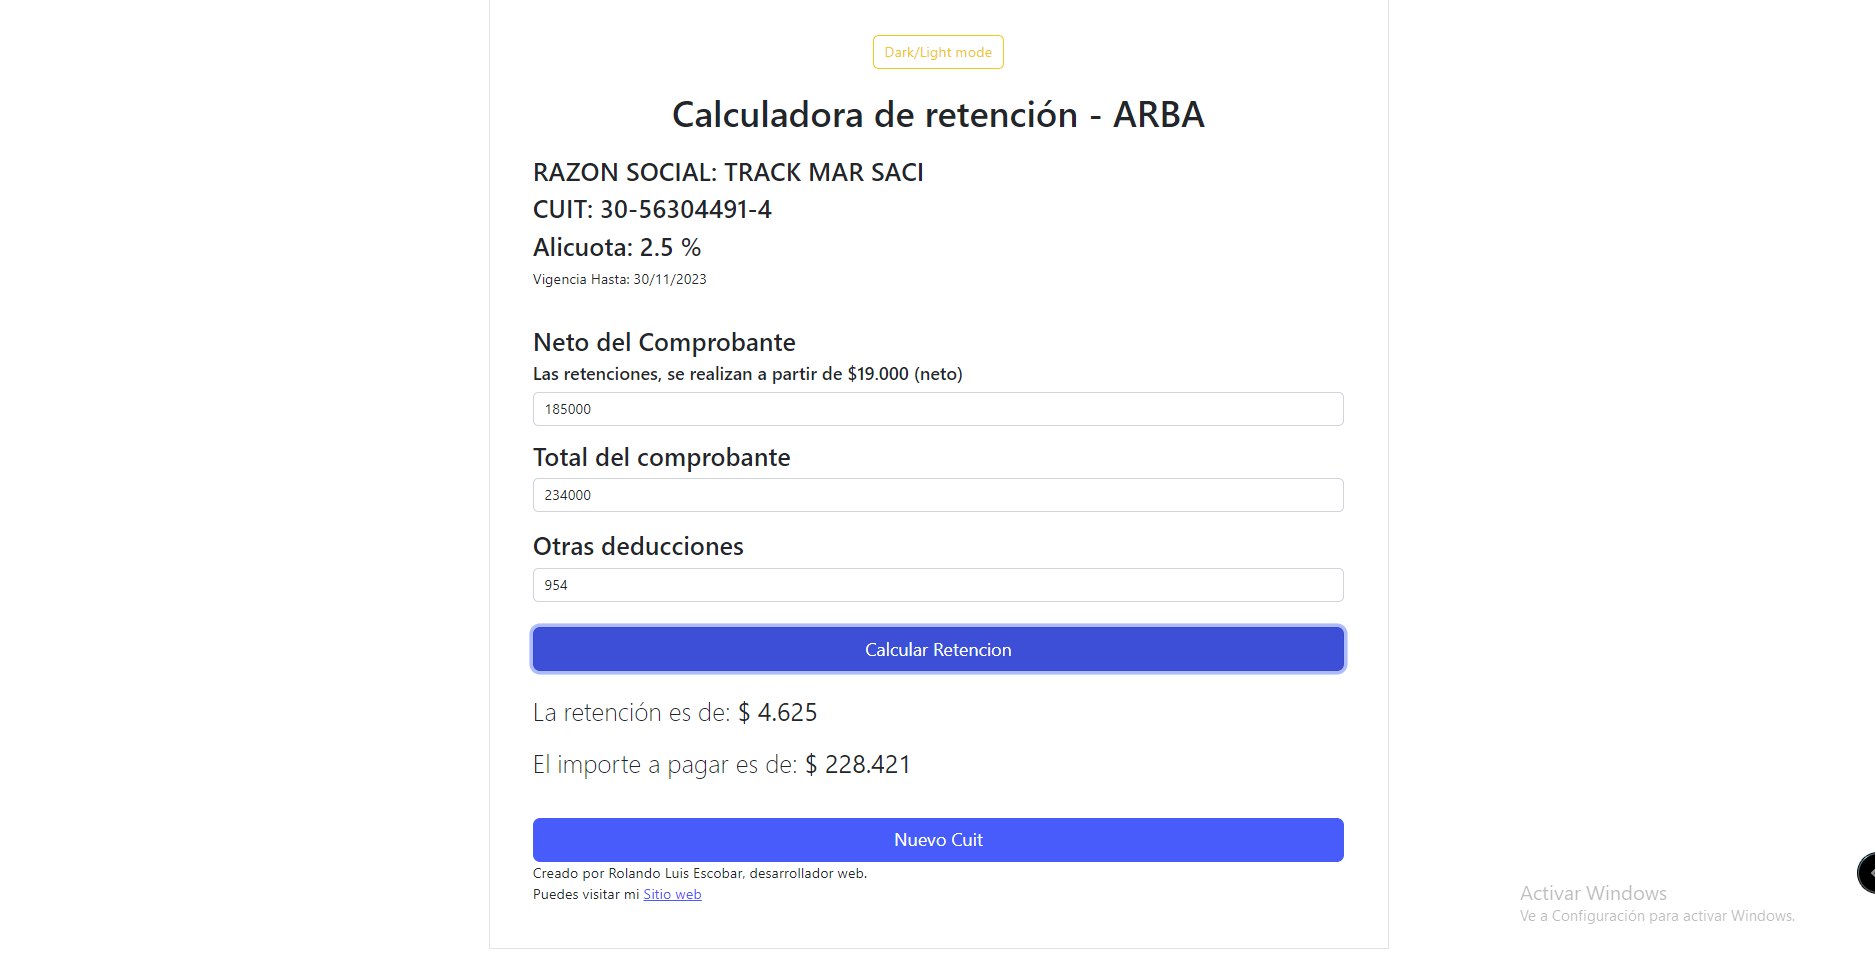 Dark/Light mode
Calculadora de retención - ARBA
RAZON SOCIAL: TRACK MAR SACI
CUIT: 30-56304491-4
Alicuota: 2.5 %
Vigencia Hasta: 30/11/2023
Neto del Comprobante
Las retenciones, se realizan a partir de $19.000 (neto)
185000
Total del comprobante
234000
Otras deducciones
954
Calcular Retencion
La retención es de: $ 4.625
El importe a pagar es de: $ 228.421
Nuevo Cuit
Creado por Rolando Luis Escobar, desarrollador web.
Puedes visitar mi Sitio web
Activar Windows
Ve a Configuración para activar Windows.